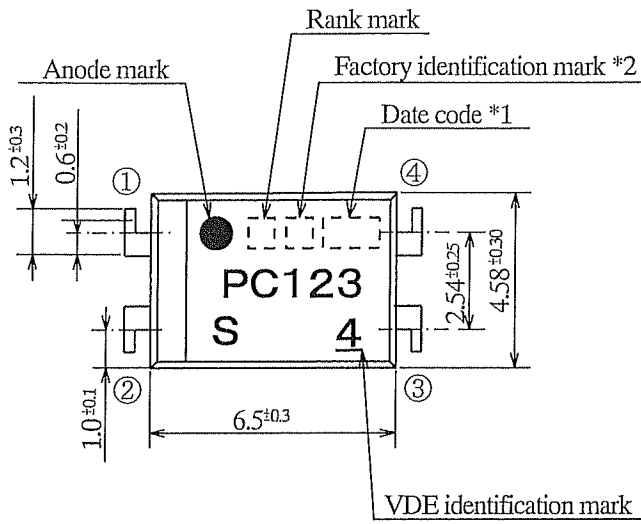 Rank mark
Anode mark
Factory identification mark *2
Date code *1
1.2±0.3
0.6±0.2
①
④
PC123
S 4
2.54±0.25
4.58±0.30
②
③
1.0±0.1
6.5±0.3
VDE identification mark